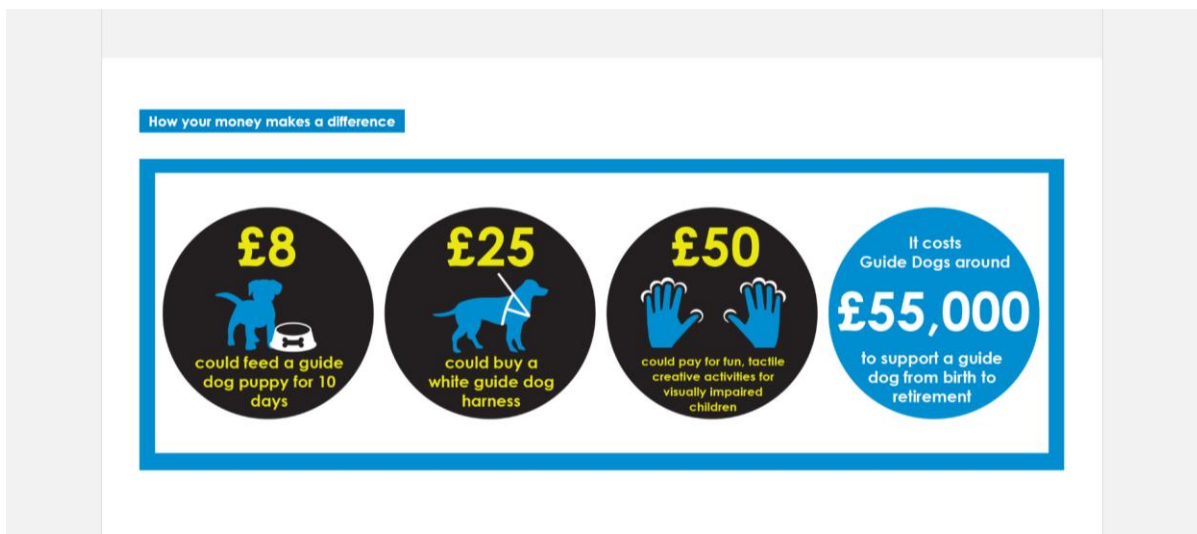 How your money makes a difference
£8
could feed a guide
dog puppy for 10
days
£25
could buy a
white guide dog
harness
£50
could pay for fun, tactile
creative activities for
visually impaired
children
It costs
Guide Dogs around
£55,000
to support a guide
dog from birth to
retirement